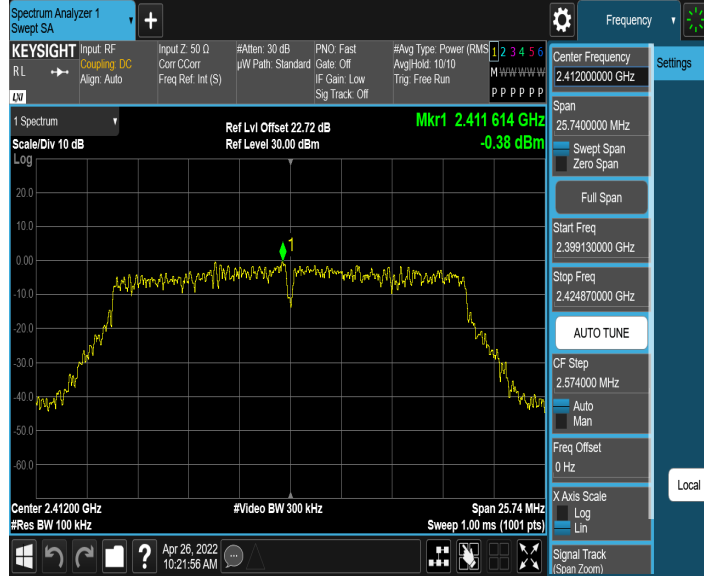 Spectrum Analyzer 1
Swept SA
+
Frequency
KEYSIGHT
RL
LXI
Input: RF
Coupling: DC
Align: Auto
Input Z: 50 Ω
Corr CCorr
Freq Ref: Int (S)
#Atten: 30 dB
µW Path: Standard
PNO: Fast
Gate: Off
IF Gain: Low
Sig Track: Off
#Avg Type: Power (RMS
Avg|Hold: 10/10
Trig: Free Run
1 2 3 4 5 6
M W W W W W
P P P P P P
1 Spectrum
Scale/Div 10 dB
Ref Lvl Offset 22.72 dB
Ref Level 30.00 dBm
Mkr1 2.411 614 GHz
-0.38 dBm
Log
20.0
10.0
0.00
-10.0
-20.0
-30.0
-40.0
-50.0
-60.0
1
Center 2.41200 GHz
#Res BW 100 kHz
#Video BW 300 kHz
Span 25.74 MHz
Sweep 1.00 ms (1001 pts)
?
Apr 26, 2022
10:21:56 AM
Center Frequency
2.412000000 GHz
Span
25.7400000 MHz
Swept Span
Zero Span
Full Span
Start Freq
2.399130000 GHz
Stop Freq
2.424870000 GHz
AUTO TUNE
CF Step
2.574000 MHz
Auto
Man
Freq Offset
0 Hz
X Axis Scale
Log
Lin
Signal Track
(Span Zoom)
Settings
Local